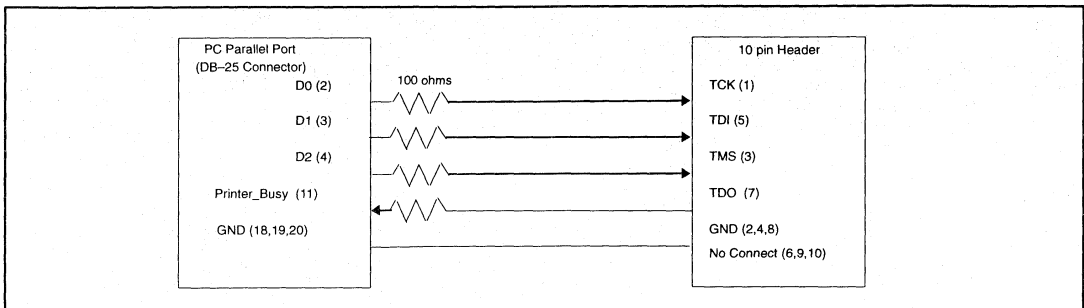 PC Parallel Port
(DB–25 Connector)
D0 (2)
D1 (3)
D2 (4)
Printer_Busy (11)
GND (18,19,20)
100 ohms
10 pin Header
TCK (1)
TDI (5)
TMS (3)
TDO (7)
GND (2,4,8)
No Connect (6,9,10)